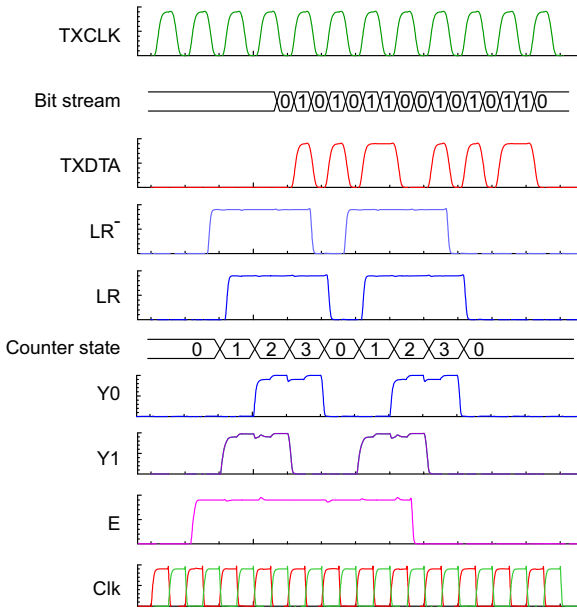 TXCLK
Bit stream 0 1 0 1 0 1 1 0 0 1 0 1 0 1 1 0
TXDTA
LR-
LR
Counter state 0 1 2 3 0 1 2 3 0
Y0
Y1
E
Clk